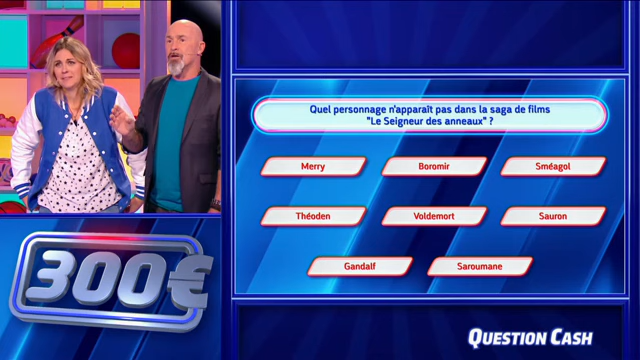 Quel personnage n'apparaît pas dans la saga de films
"Le Seigneur des anneaux" ?
Merry
Boromir
Sméagol
Théoden
Voldemort
Sauron
Gandalf
Saroumane
300€
QUESTION CASH